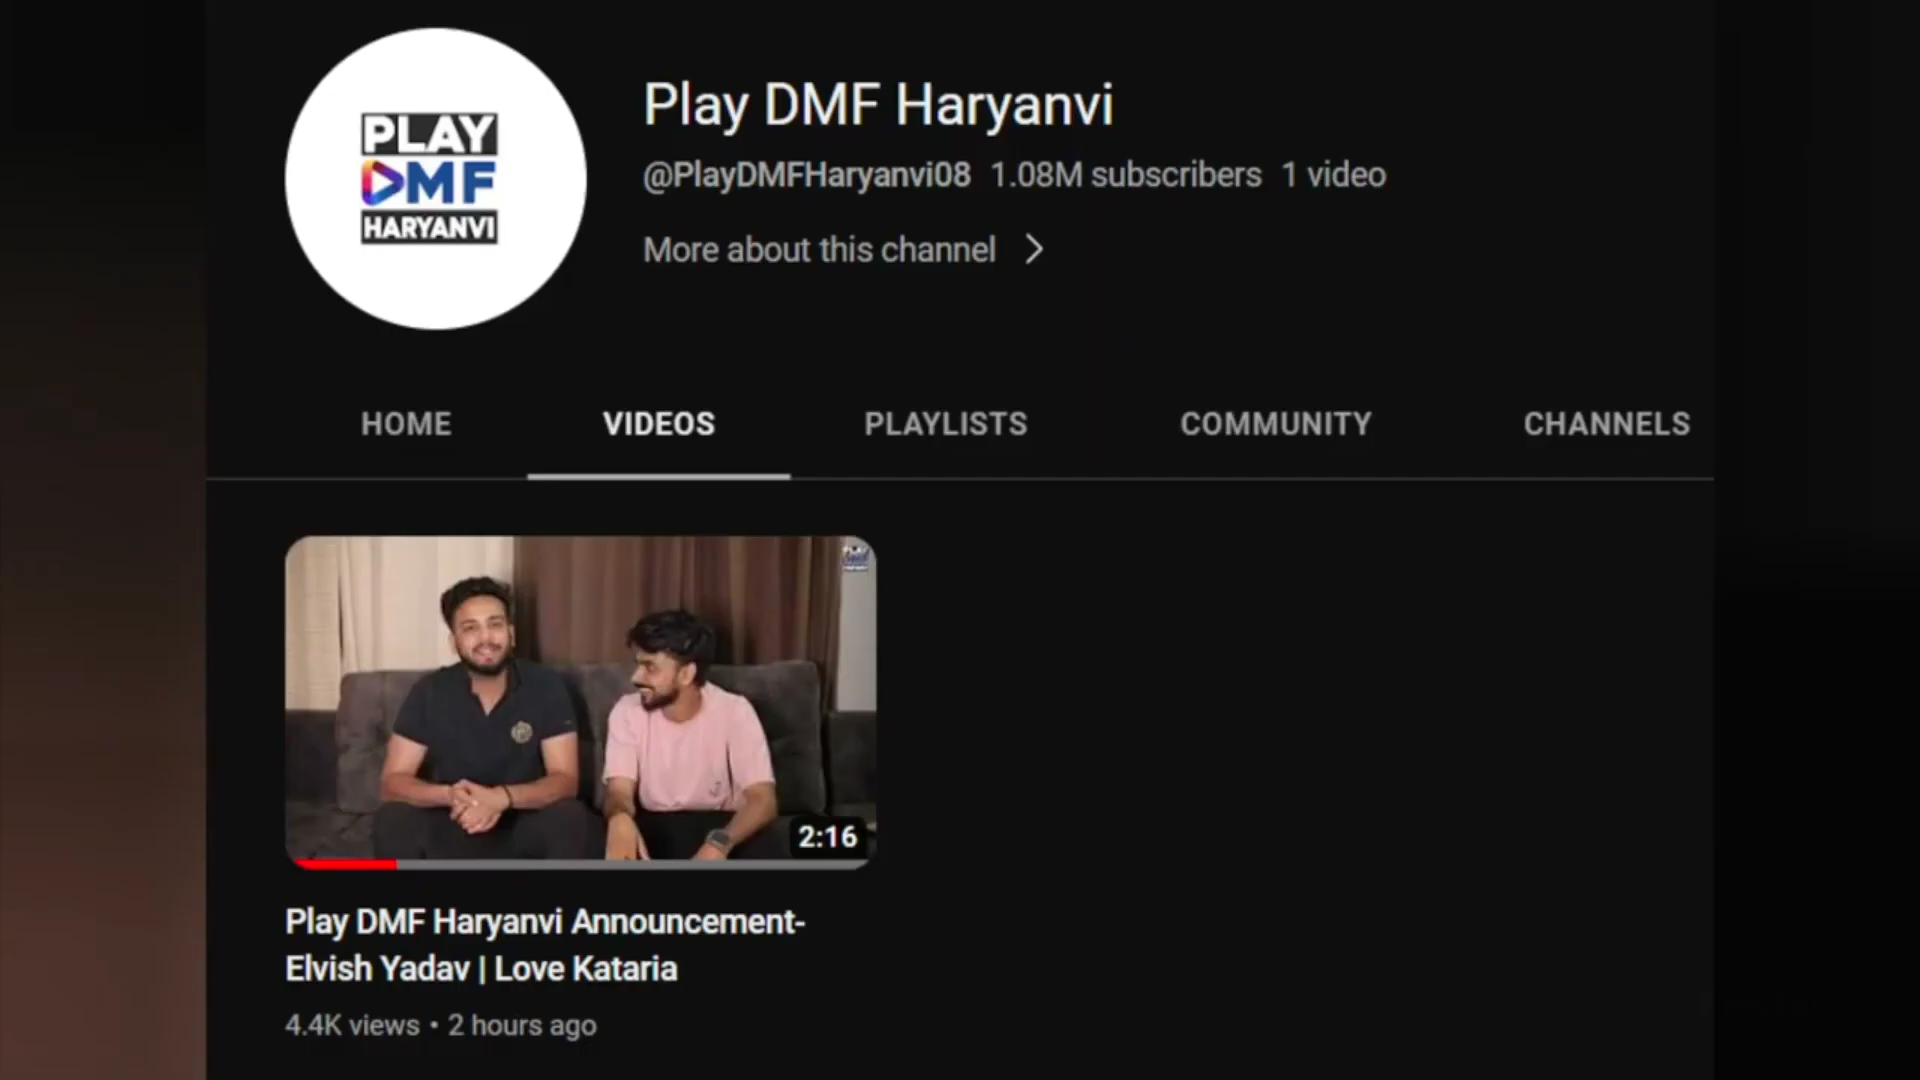 PLAY
DMF
HARYANVI
Play DMF Haryanvi
@PlayDMFHaryanvi08 1.08M subscribers 1 video
More about this channel
HOME VIDEOS PLAYLISTS COMMUNITY CHANNELS
2:16
Play DMF Haryanvi Announcement-
Elvish Yadav | Love Kataria
4.4K views • 2 hours ago